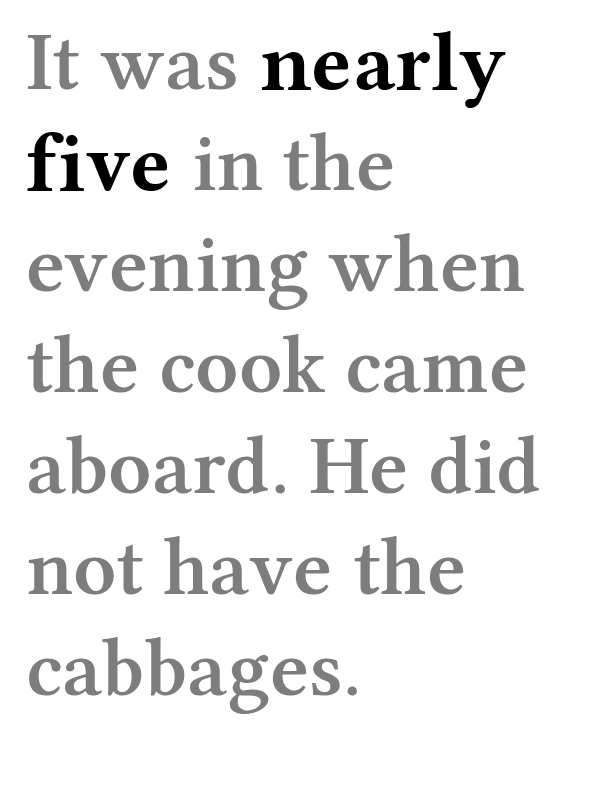 It was nearly
five in the
evening when
the cook came
aboard. He did
not have the
cabbages.